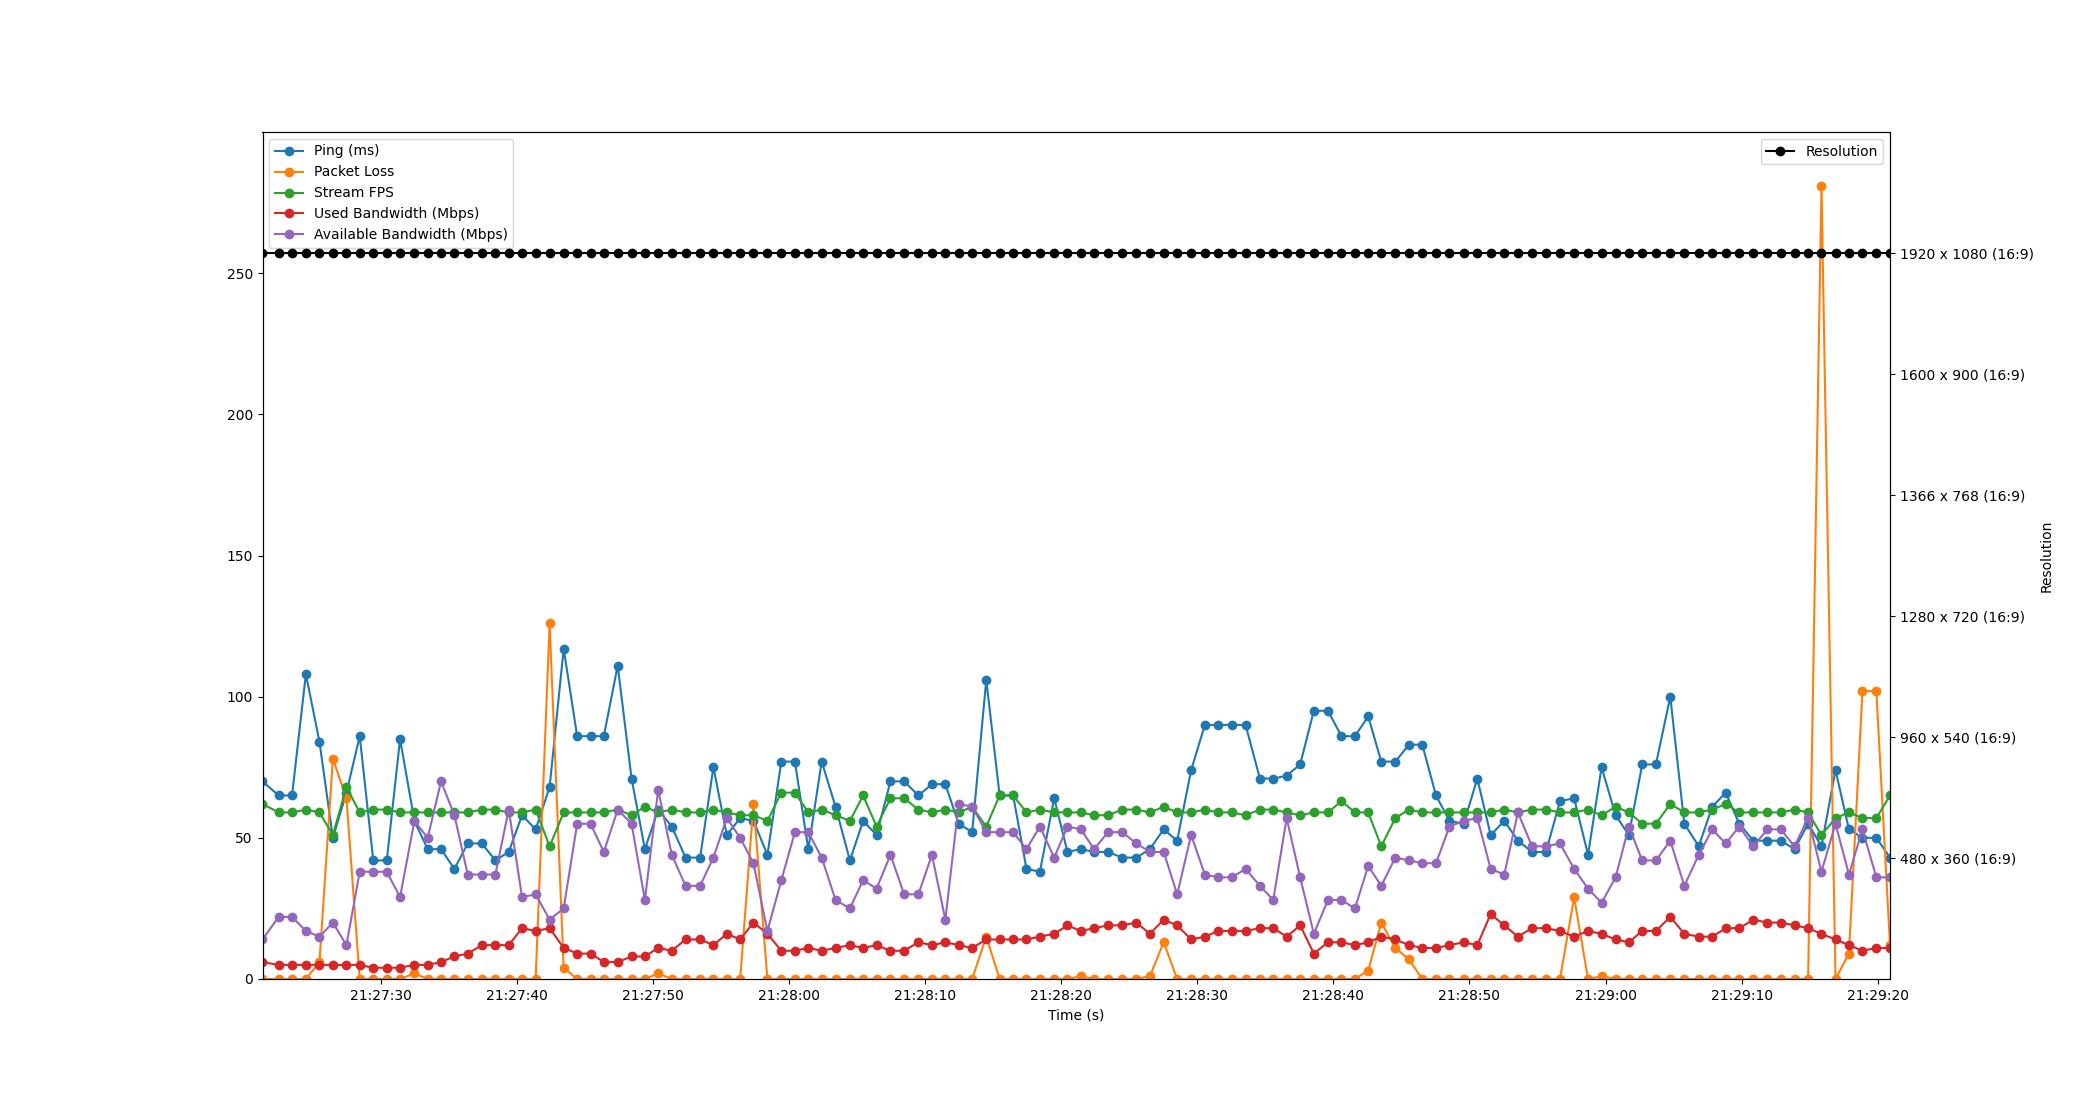 Ping (ms)
Packet Loss
Stream FPS
Used Bandwidth (Mbps)
Available Bandwidth (Mbps)
Resolution
250
200
150
100
50
0
1920 x 1080 (16:9)
1600 x 900 (16:9)
1366 x 768 (16:9)
1280 x 720 (16:9)
960 x 540 (16:9)
480 x 360 (16:9)
Resolution
21:27:30
21:27:40
21:27:50
21:28:00
21:28:10
21:28:20
21:28:30
21:28:40
21:28:50
21:29:00
21:29:10
21:29:20
Time (s)